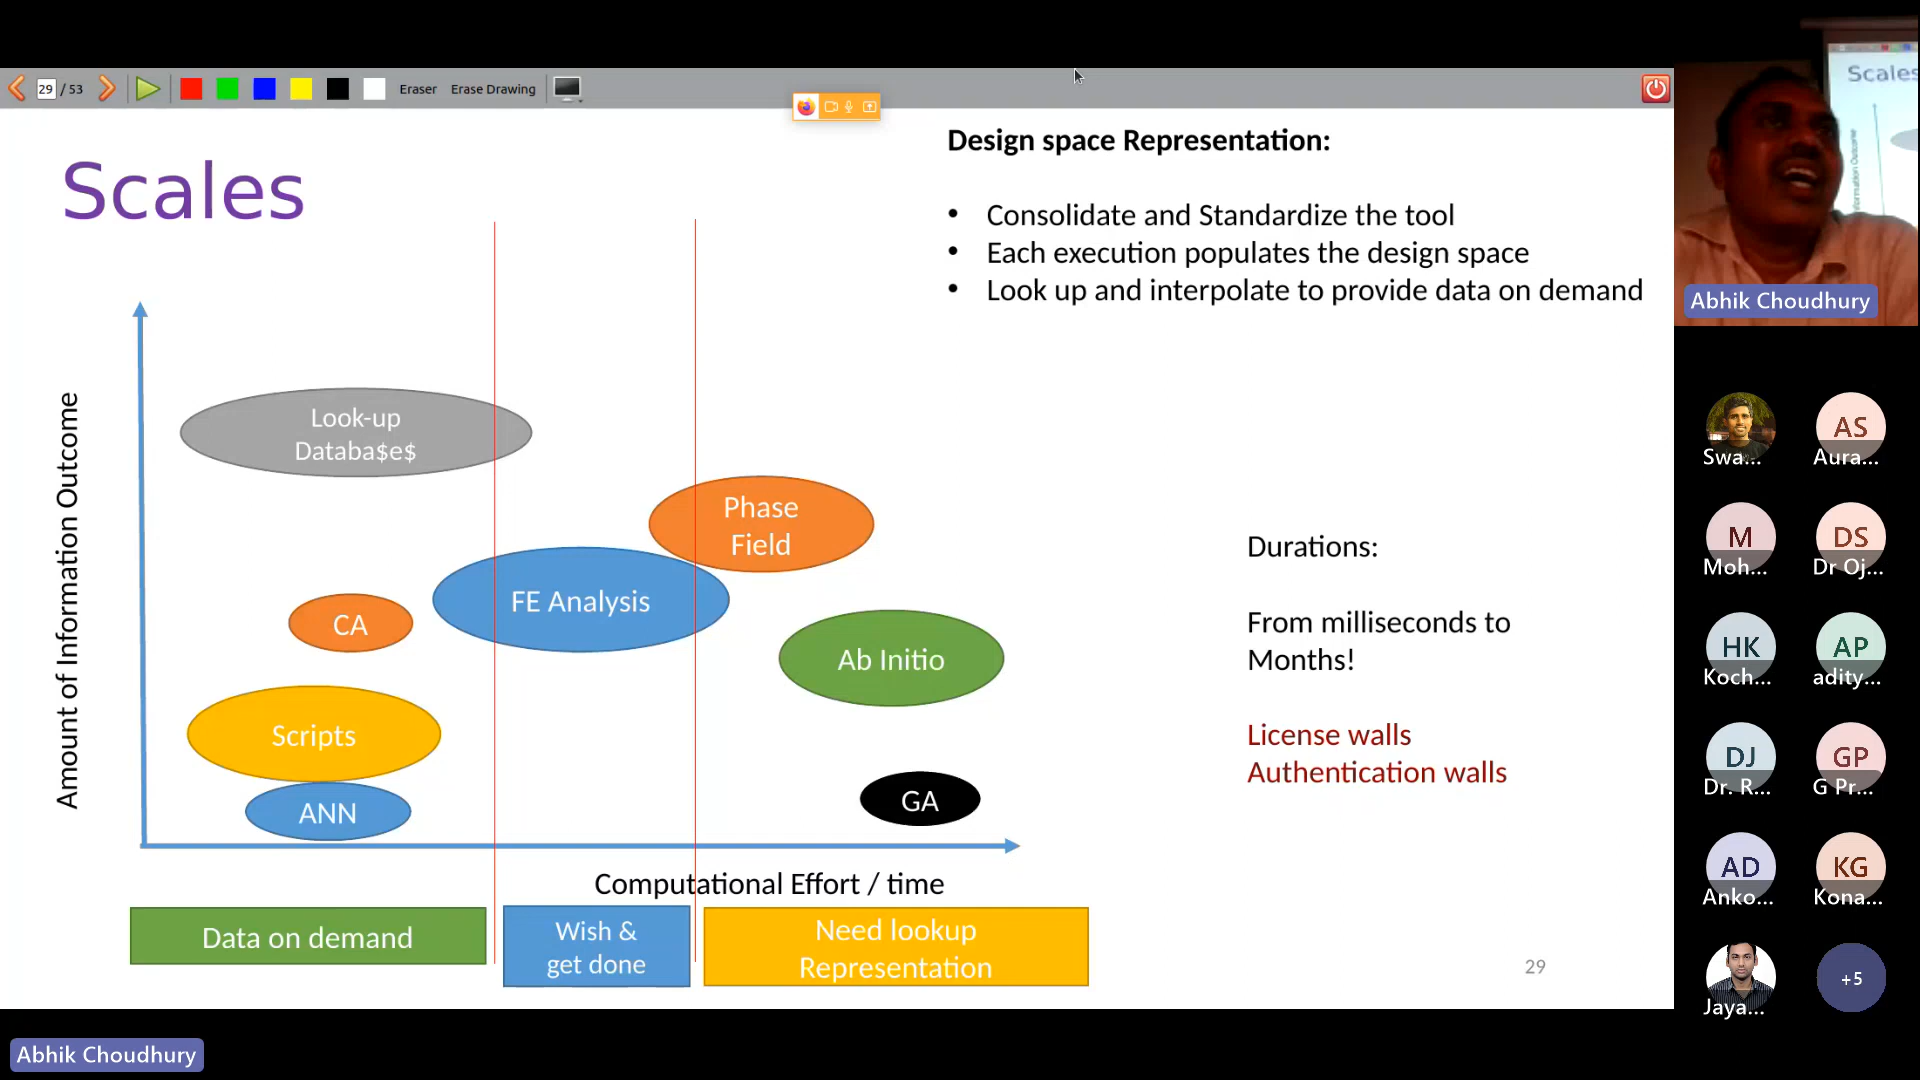 29 / 53
Eraser
Erase Drawing
Scales
Design space Representation:
• Consolidate and Standardize the tool
• Each execution populates the design space
• Look up and interpolate to provide data on demand
Amount of Information Outcome
Look-up
Databa$e$
Phase
Field
FE Analysis
CA
Ab Initio
Scripts
ANN
GA
Computational Effort / time
Data on demand
Wish &
get done
Need lookup
Representation
Durations:
From milliseconds to
Months!
License walls
Authentication walls
29
Scales
Abhik Choudhury
Swa...
AS
Aura...
M
Moh...
DS
Dr Oj...
HK
Koch...
AP
adity...
DJ
Dr. R...
GP
G Pr...
AD
Anko...
KG
Kona...
Jaya...
+5
Abhik Choudhury